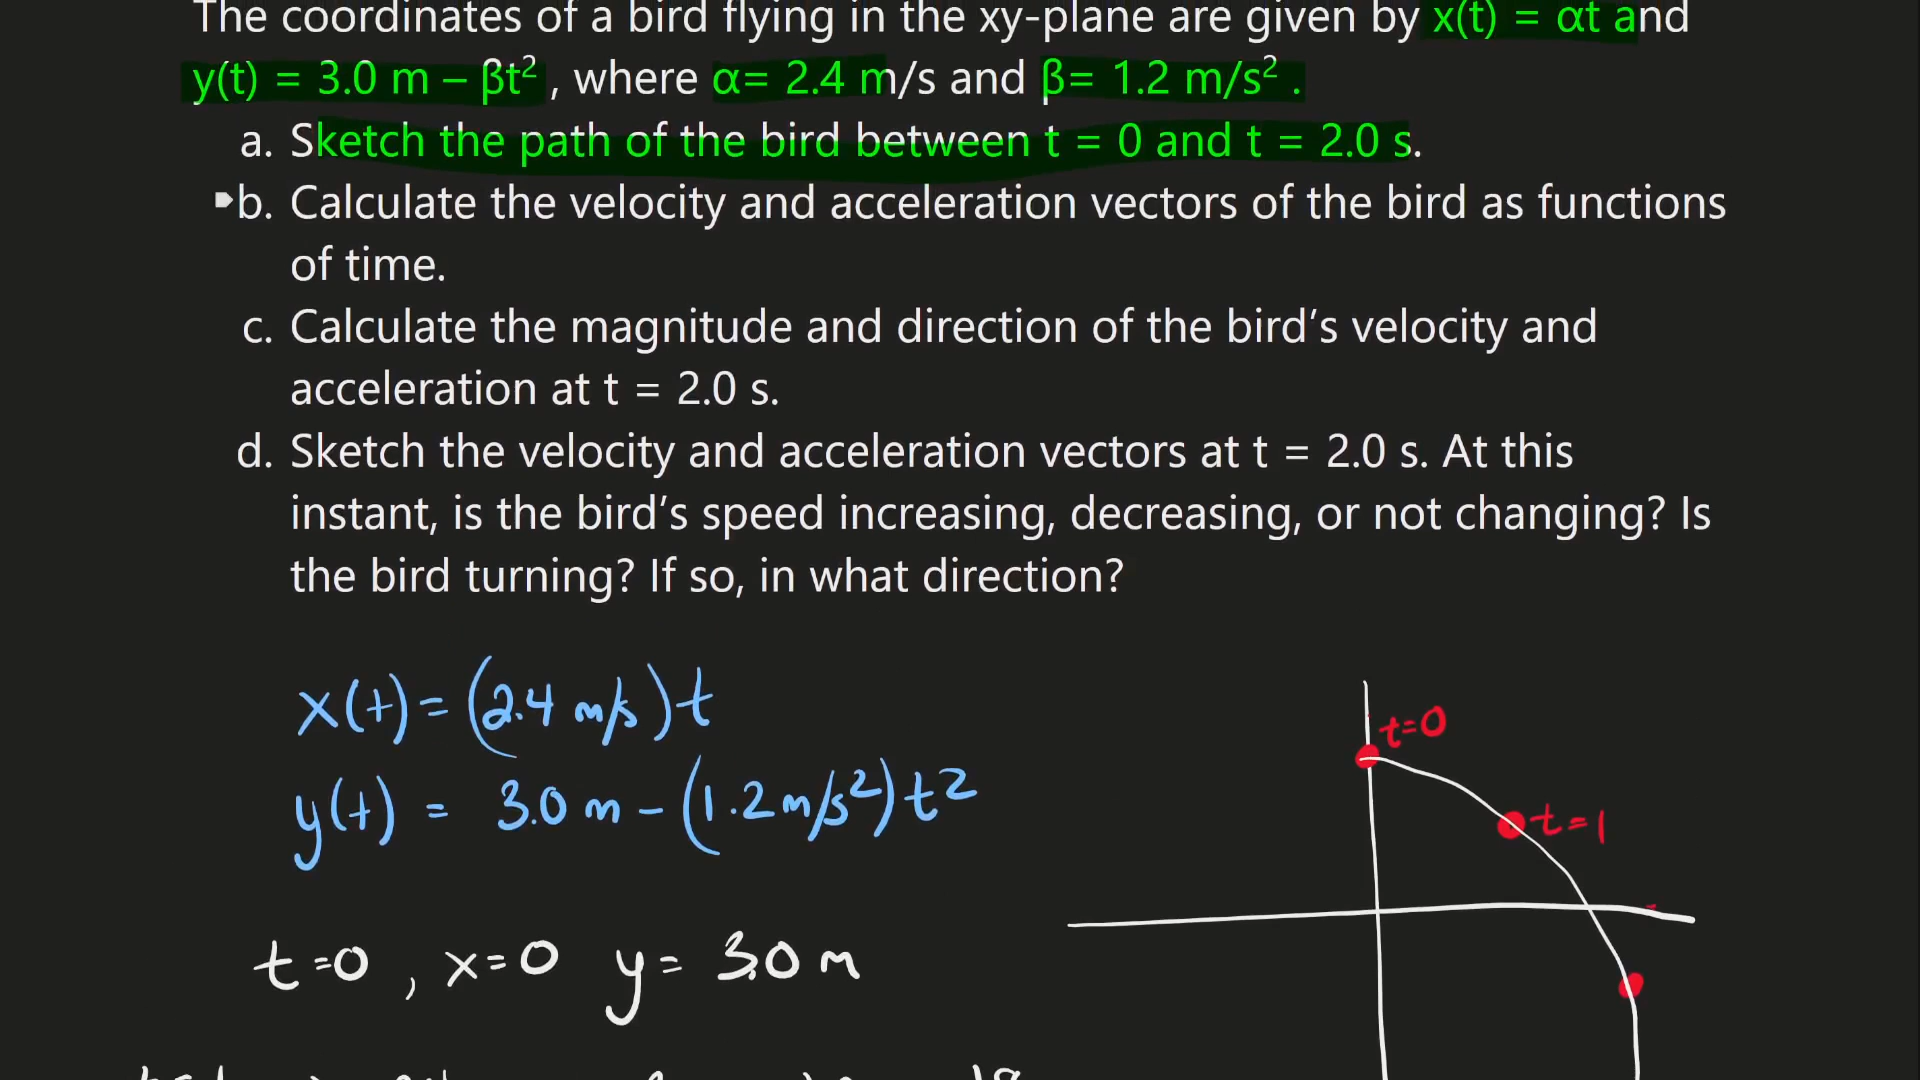 The coordinates of a bird flying in the xy-plane are given by x(t) = αt and
y(t) = 3.0 m – βt², where α= 2.4 m/s and β= 1.2 m/s² .
a. Sketch the path of the bird between t = 0 and t = 2.0 s.
b. Calculate the velocity and acceleration vectors of the bird as functions
of time.
c. Calculate the magnitude and direction of the bird’s velocity and
acceleration at t = 2.0 s.
d. Sketch the velocity and acceleration vectors at t = 2.0 s. At this
instant, is the bird’s speed increasing, decreasing, or not changing? Is
the bird turning? If so, in what direction?
x(t) = (2.4 m/s)t
t=0
y(t) = 3.0 m – (1.2 m/s²)t²
t=1
t=0, x=0 y= 3.0 m